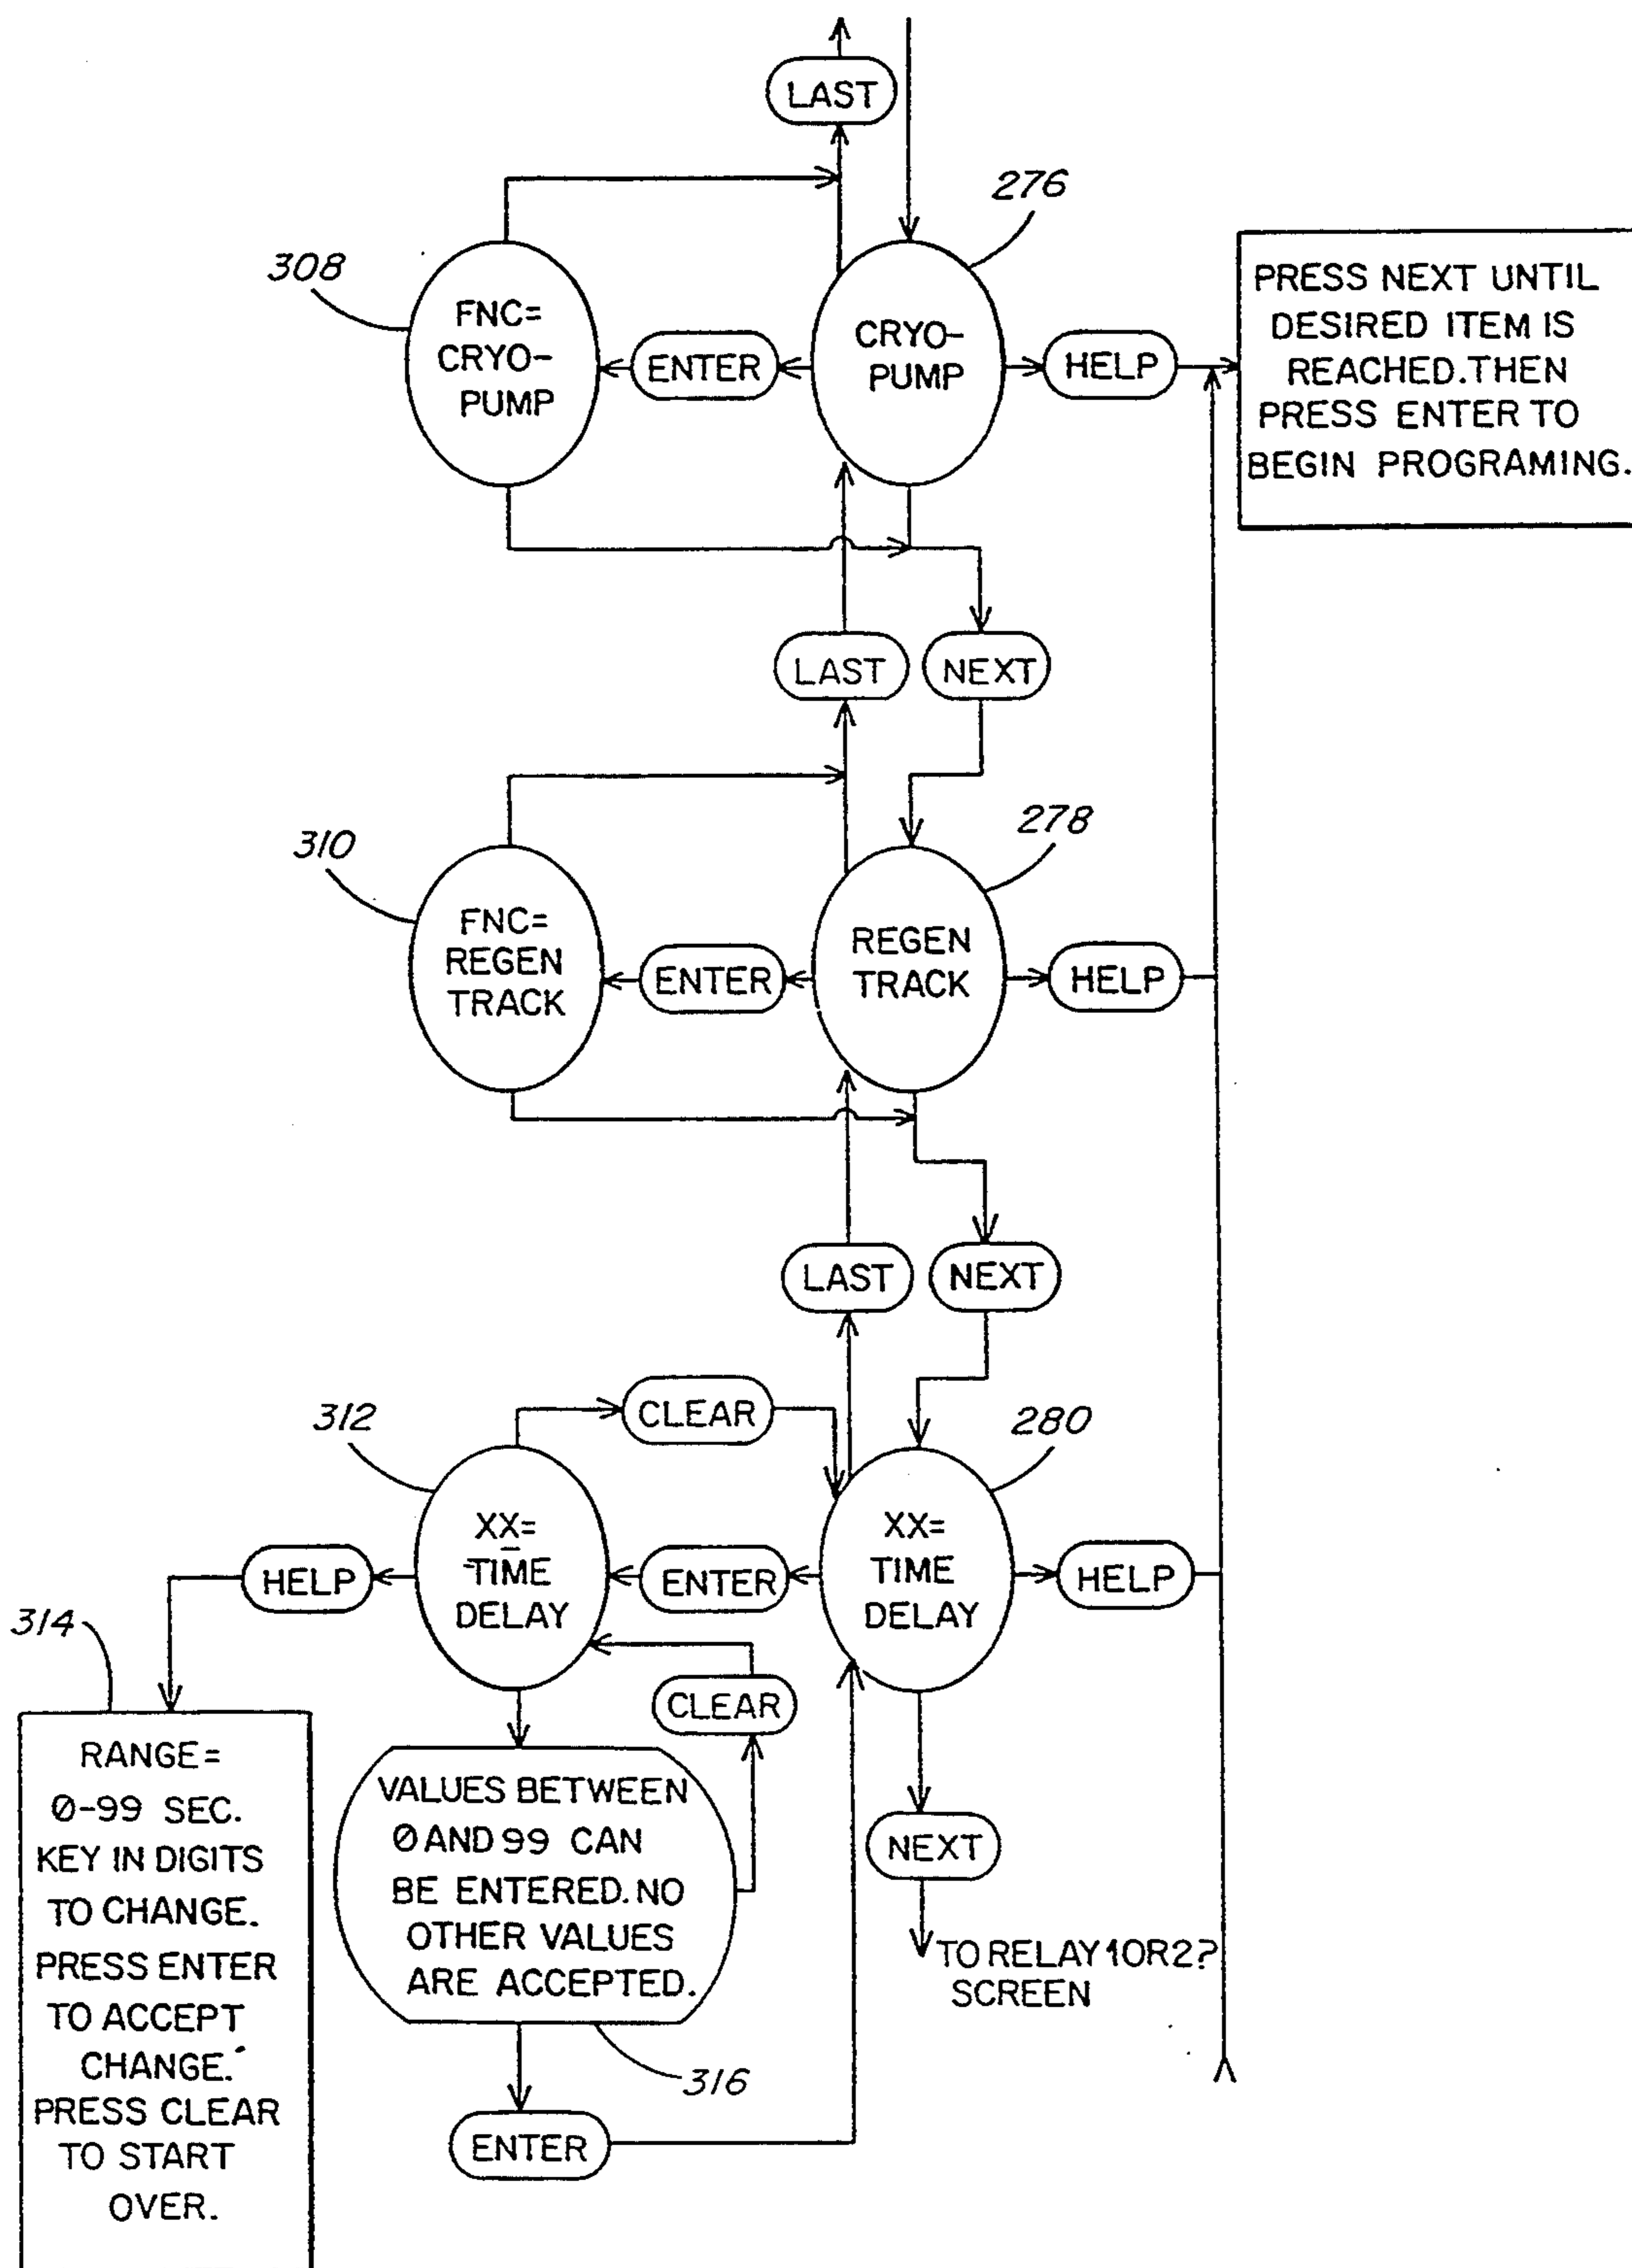 LAST
276
308
FNC=
CRYO-
PUMP
ENTER
CRYO-
PUMP
HELP
PRESS NEXT UNTIL
DESIRED ITEM IS
REACHED. THEN
PRESS ENTER TO
BEGIN PROGRAMING.
LAST
NEXT
310
278
FNC=
REGEN
TRACK
ENTER
REGEN
TRACK
HELP
LAST
NEXT
312
CLEAR
280
HELP
XX=
TIME
DELAY
ENTER
XX=
TIME
DELAY
HELP
314
CLEAR
RANGE=
0-99 SEC.
KEY IN DIGITS
TO CHANGE.
PRESS ENTER
TO ACCEPT
CHANGE.
PRESS CLEAR
TO START
OVER.
VALUES BETWEEN
0 AND 99 CAN
BE ENTERED. NO
OTHER VALUES
ARE ACCEPTED.
316
ENTER
NEXT
TO RELAY 1 OR 2?
SCREEN